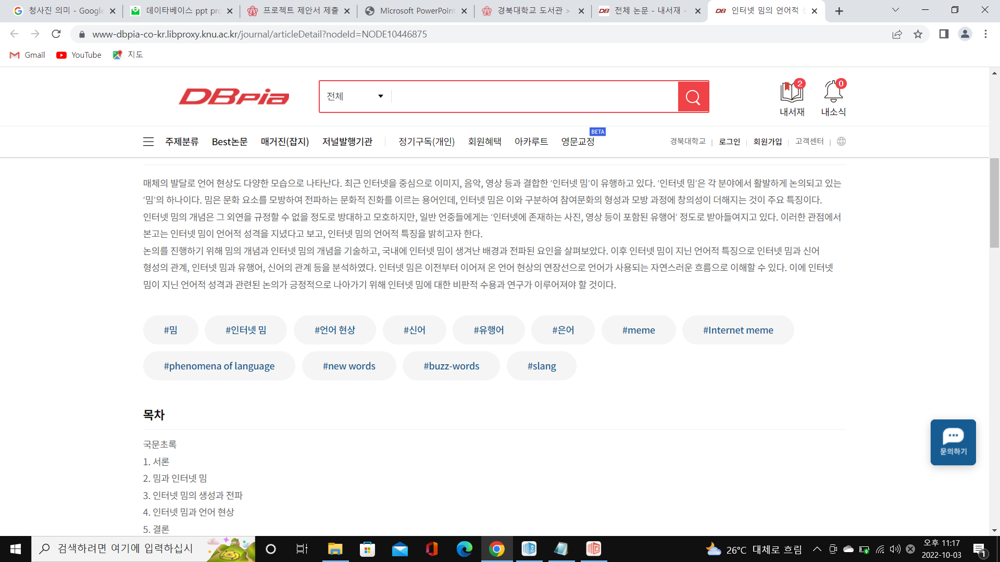 청사진 의미 - Google
데이타베이스 ppt pro
프로젝트 제안서 제출
Microsoft PowerPoint
경북대학교 도서관 >
전체 논문 - 내서재 -
인터넷 밈의 언어적 성
www-dbpia-co-kr.libproxy.knu.ac.kr/journal/articleDetail?nodeId=NODE10446875
Gmail YouTube 지도
DBpia
전체
2
0
내서재 내소식
BETA
주제분류 Best논문 매거진(잡지) 저널발행기관 정기구독(개인) 회원혜택 아카루트 영문교정 경북대학교 로그인 회원가입 고객센터
매체의 발달로 언어 현상도 다양한 모습으로 나타난다. 최근 인터넷을 중심으로 이미지, 음악, 영상 등과 결합한 ‘인터넷 밈’이 유행하고 있다. ‘인터넷 밈’은 각 분야에서 활발하게 논의되고 있는
‘밈’의 하나이다. 밈은 문화 요소를 모방하여 전파하는 문화적 진화를 이르는 용어인데, 인터넷 밈은 이와 구분하여 참여문화의 형성과 모방 과정에 창의성이 더해지는 것이 주요 특징이다.
인터넷 밈의 개념은 그 외연을 규정할 수 없을 정도로 방대하고 모호하지만, 일반 언중들에게는 ‘인터넷에 존재하는 사진, 영상 등이 포함된 유행어’ 정도로 받아들여지고 있다. 이러한 관점에서
본고는 인터넷 밈이 언어적 성격을 지녔다고 보고, 인터넷 밈의 언어적 특징을 밝히고자 한다.
논의를 진행하기 위해 밈의 개념과 인터넷 밈의 개념을 기술하고, 국내에 인터넷 밈이 생겨난 배경과 전파된 요인을 살펴보았다. 이후 인터넷 밈이 지닌 언어적 특징으로 인터넷 밈과 신어
형성의 관계, 인터넷 밈과 유행어, 신어의 관계 등을 분석하였다. 인터넷 밈은 이전부터 이어져 온 언어 현상의 연장선으로 언어가 사용되는 자연스러운 흐름으로 이해할 수 있다. 이에 인터넷
밈이 지닌 언어적 성격과 관련된 논의가 긍정적으로 나아가기 위해 인터넷 밈에 대한 비판적 수용과 연구가 이루어져야 할 것이다.
#밈 #인터넷 밈 #언어 현상 #신어 #유행어 #은어 #meme #Internet meme
#phenomena of language #new words #buzz-words #slang
목차
국문초록
1. 서론
2. 밈과 인터넷 밈
3. 인터넷 밈의 생성과 전파
4. 인터넷 밈과 언어 현상
5. 결론
문의하기
검색하려면 여기에 입력하십시
26°C 대체로 흐림
오후 11:17
2022-10-03
1